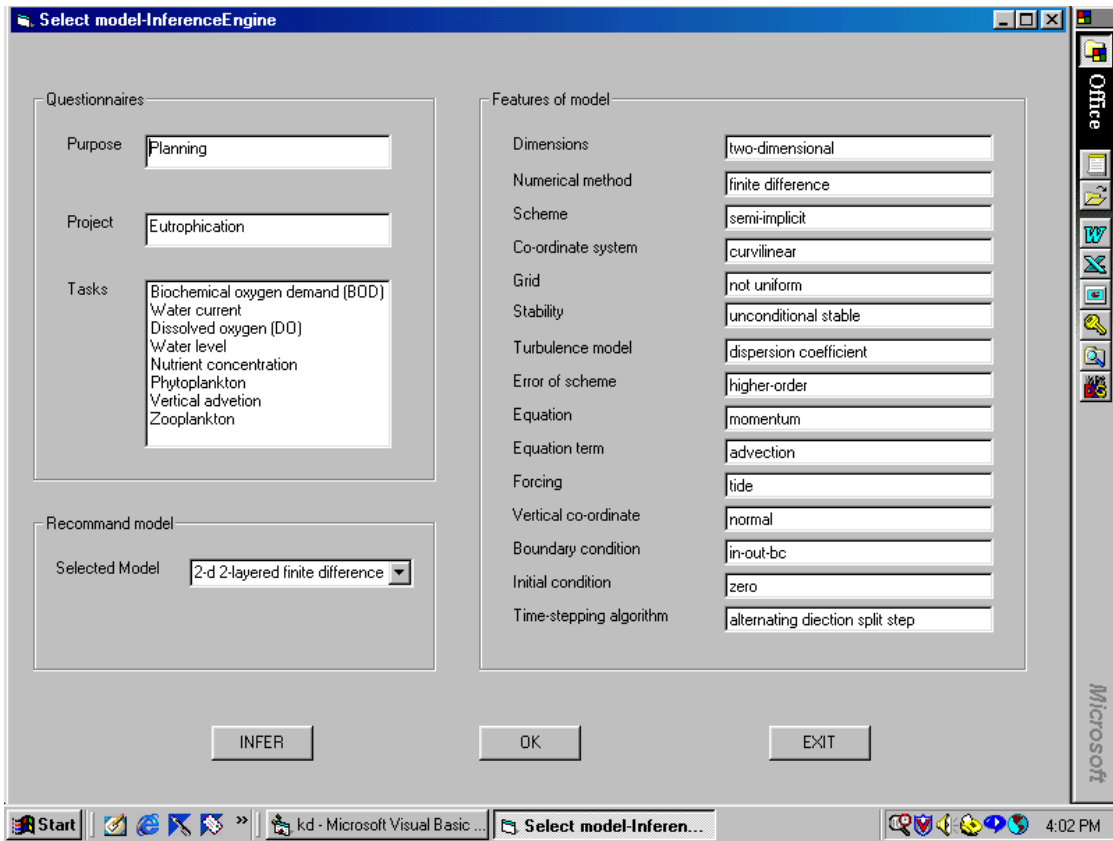 Select model-InferenceEngine
Questionnaires
Purpose
Planning
Project
Eutrophication
Tasks
Biochemical oxygen demand (BOD)
Water current
Dissolved oxygen (DO)
Water level
Nutrient concentration
Phytoplankton
Vertical advetion
Zooplankton
Recommand model
Selected Model
2-d 2-layered finite difference
Features of model
Dimensions two-dimensional
Numerical method finite difference
Scheme semi-implicit
Co-ordinate system curvilinear
Grid not uniform
Stability unconditional stable
Turbulence model dispersion coefficient
Error of scheme higher-order
Equation momentum
Equation term advection
Forcing tide
Vertical co-ordinate normal
Boundary condition in-out-bc
Initial condition zero
Time-stepping algorithm alternating diection split step
INFER OK EXIT
Office
Microsoft
Start » kd - Microsoft Visual Basic ... Select model-Inferen... 4:02 PM